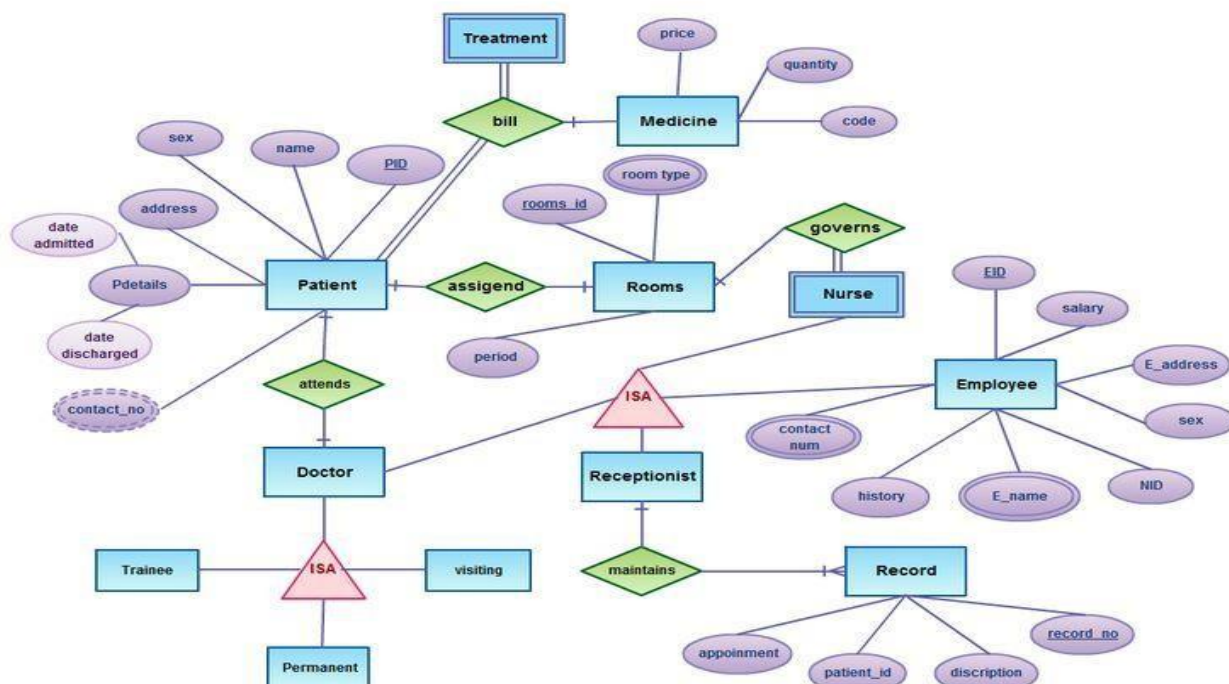 Treatment
price
quantity
bill
Medicine
code
sex
name
PID
room type
address
rooms_id
date
admitted
governs
Pdetails
Patient
assigend
Rooms
Nurse
EID
salary
date
discharged
period
E_address
attends
ISA
Employee
contact_no
contact
num
sex
Doctor
Receptionist
history
E_name
NID
Trainee
ISA
visiting
maintains
Record
Permanent
appoinment
patient_id
discription
record_no